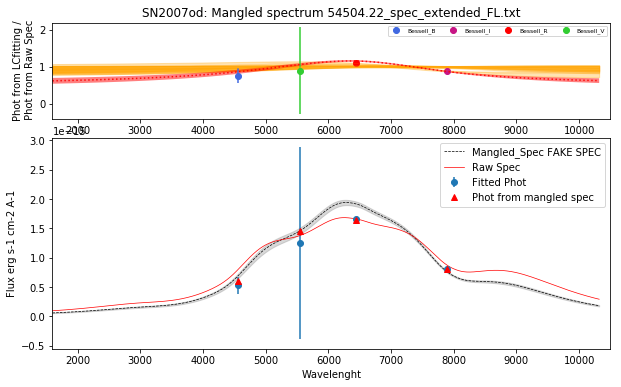 SN2007od: Mangled spectrum 54504.22_spec_extended_FL.txt
Phot from LCfitting /
Phot from Raw Spec
2
1
0
Bessell_B
Bessell_I
Bessell_R
Bessell_V
2000 3000 4000 5000 6000 7000 8000 9000 10000
Flux erg s-1 cm-2 A-1
3.0
2.5
2.0
1.5
1.0
0.5
0.0
-0.5
Mangled_Spec FAKE SPEC
Raw Spec
Fitted Phot
Phot from mangled spec
2000 3000 4000 5000 6000 7000 8000 9000 10000
Wavelenght